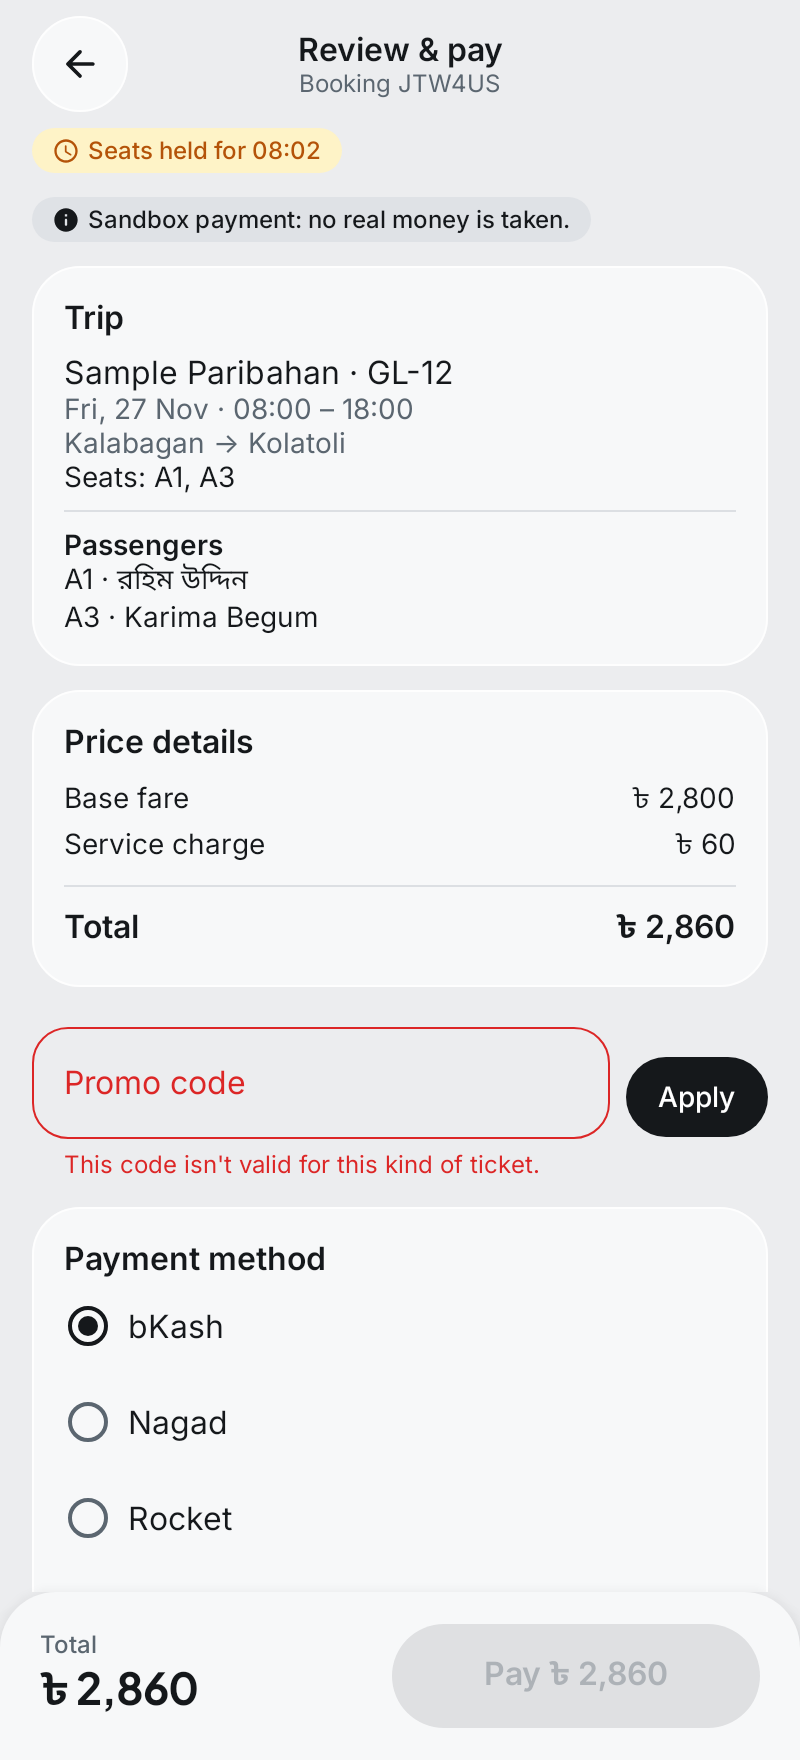 Review & pay
Booking JTW4US
Seats held for 08:02
Sandbox payment: no real money is taken.
Trip
Sample Paribahan · GL-12
Fri, 27 Nov · 08:00 – 18:00
Kalabagan → Kolatoli
Seats: A1, A3
Passengers
A1 · রহিম উদ্দিন
A3 · Karima Begum
Price details
Base fare ৳ 2,800
Service charge ৳ 60
Total ৳ 2,860
Promo code
Apply
This code isn't valid for this kind of ticket.
Payment method
bKash
Nagad
Rocket
Total
৳ 2,860
Pay ৳ 2,860